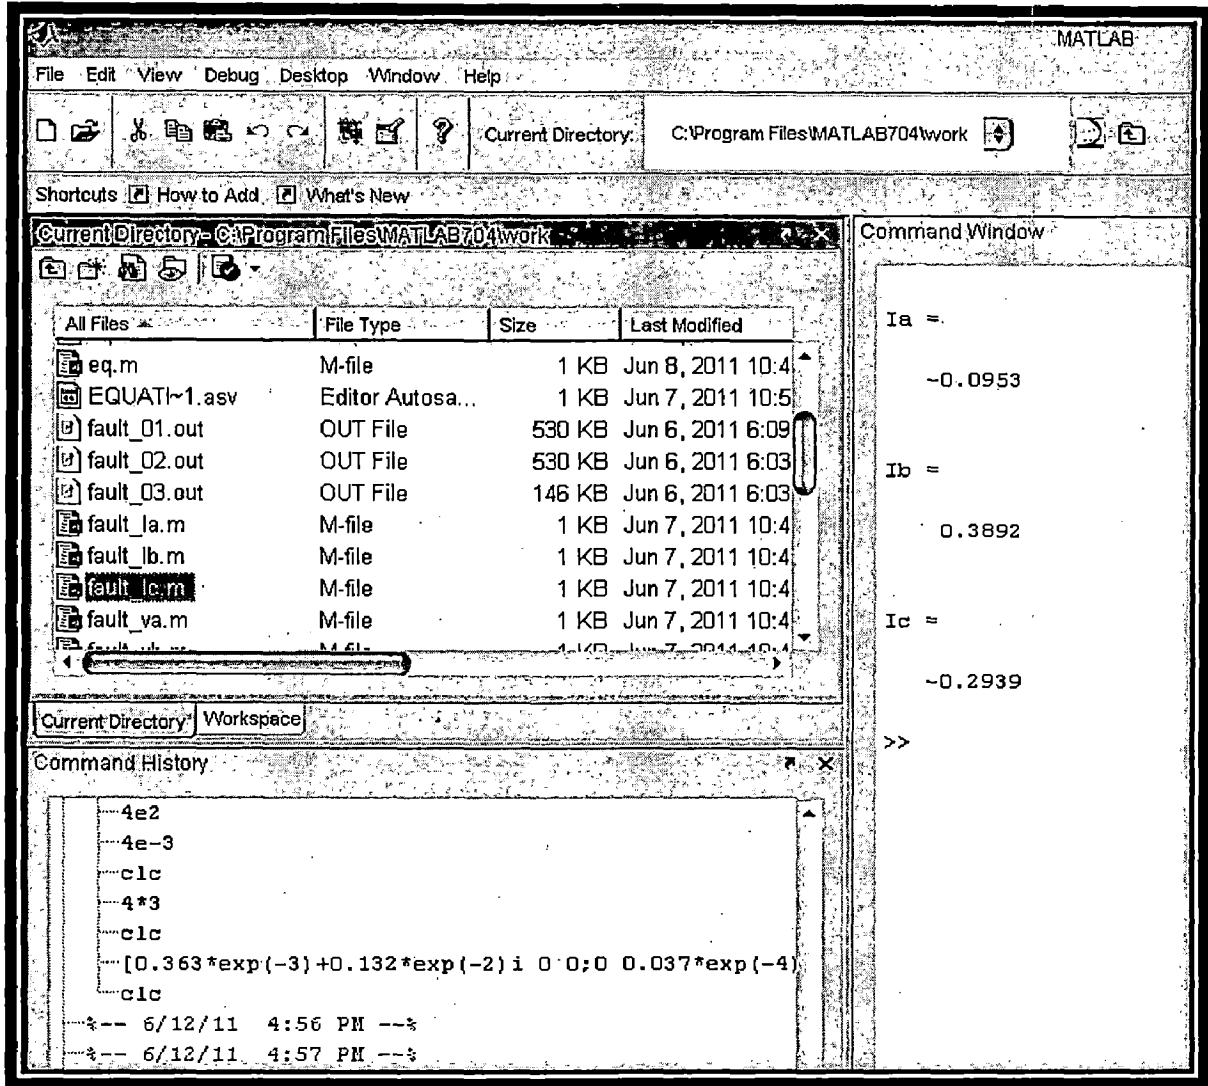 MATLAB
File Edit View Debug Desktop Window Help
Current Directory: C:\Program Files\MATLAB704\work
Shortcuts How to Add What's New
Current Directory - C:\Program Files\MATLAB704\work
All Files File Type Size Last Modified
eq.m M-file 1 KB Jun 8, 2011 10:4
EQUATI~1.asv Editor Autosa... 1 KB Jun 7, 2011 10:5
fault_01.out OUT File 530 KB Jun 6, 2011 6:09
fault_02.out OUT File 530 KB Jun 6, 2011 6:03
fault_03.out OUT File 146 KB Jun 6, 2011 6:03
fault_Ia.m M-file 1 KB Jun 7, 2011 10:4
fault_Ib.m M-file 1 KB Jun 7, 2011 10:4
fault_Ic.m M-file 1 KB Jun 7, 2011 10:4
fault_va.m M-file 1 KB Jun 7, 2011 10:4
Current Directory Workspace
Command History
4e2
4e-3
clc
4*3
clc
[0.363*exp(-3)+0.132*exp(-2)i 0 0;0 0.037*exp(-4)
clc
%-- 6/12/11 4:56 PM --%
%-- 6/12/11 4:57 PM --%
Command Window
Ia =
-0.0953
Ib =
0.3892
Ic =
-0.2939
>>